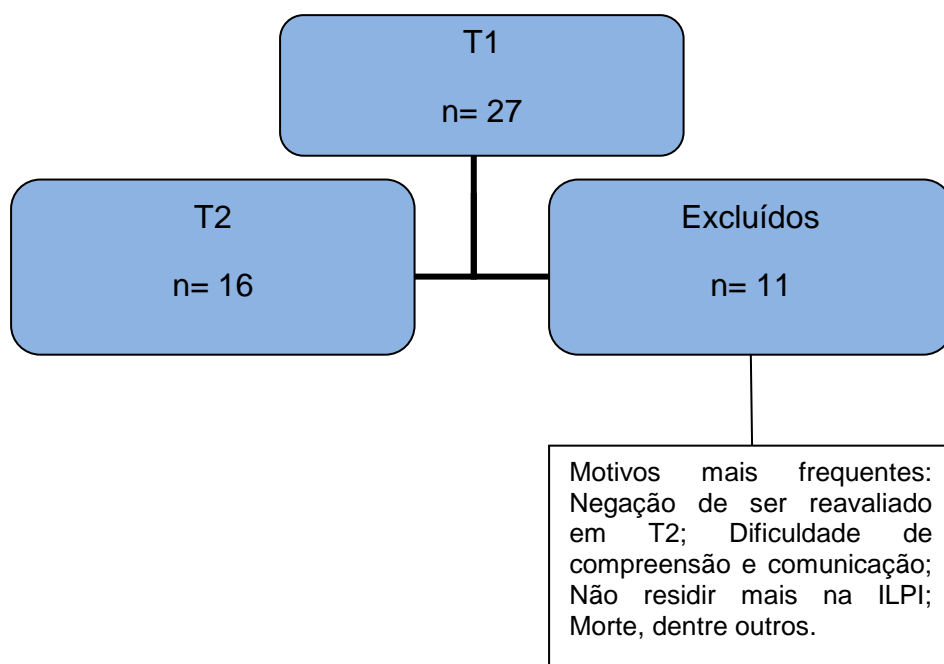 T1
n= 27
T2
n= 16
Excluídos
n= 11
Motivos mais frequentes:
Negação de ser reavaliado
em T2; Dificuldade de
compreensão e comunicação;
Não residir mais na ILPI;
Morte, dentre outros.